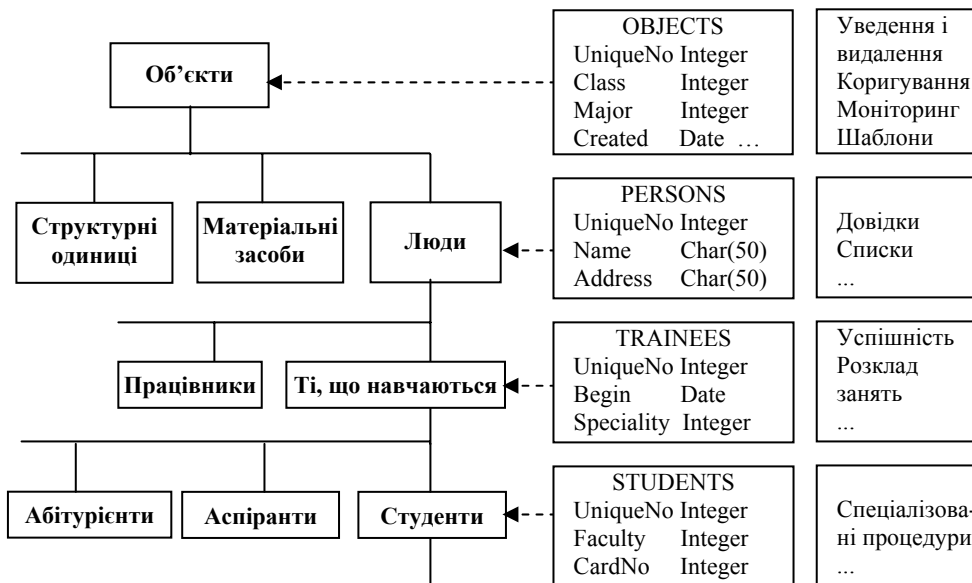 Об’єкти
OBJECTS
UniqueNo Integer
Class Integer
Major Integer
Created Date ...
Уведення і
видалення
Коригування
Моніторинг
Шаблони
Структурні
одиниці
Матеріальні
засоби
Люди
PERSONS
UniqueNo Integer
Name Char(50)
Address Char(50)
Довідки
Списки
...
Працівники
Ті, що навчаються
TRAINEES
UniqueNo Integer
Begin Date
Speciality Integer
Успішність
Розклад
занять
...
Абітурієнти
Аспіранти
Студенти
STUDENTS
UniqueNo Integer
Faculty Integer
CardNo Integer
Спеціалізова-
ні процедури
...